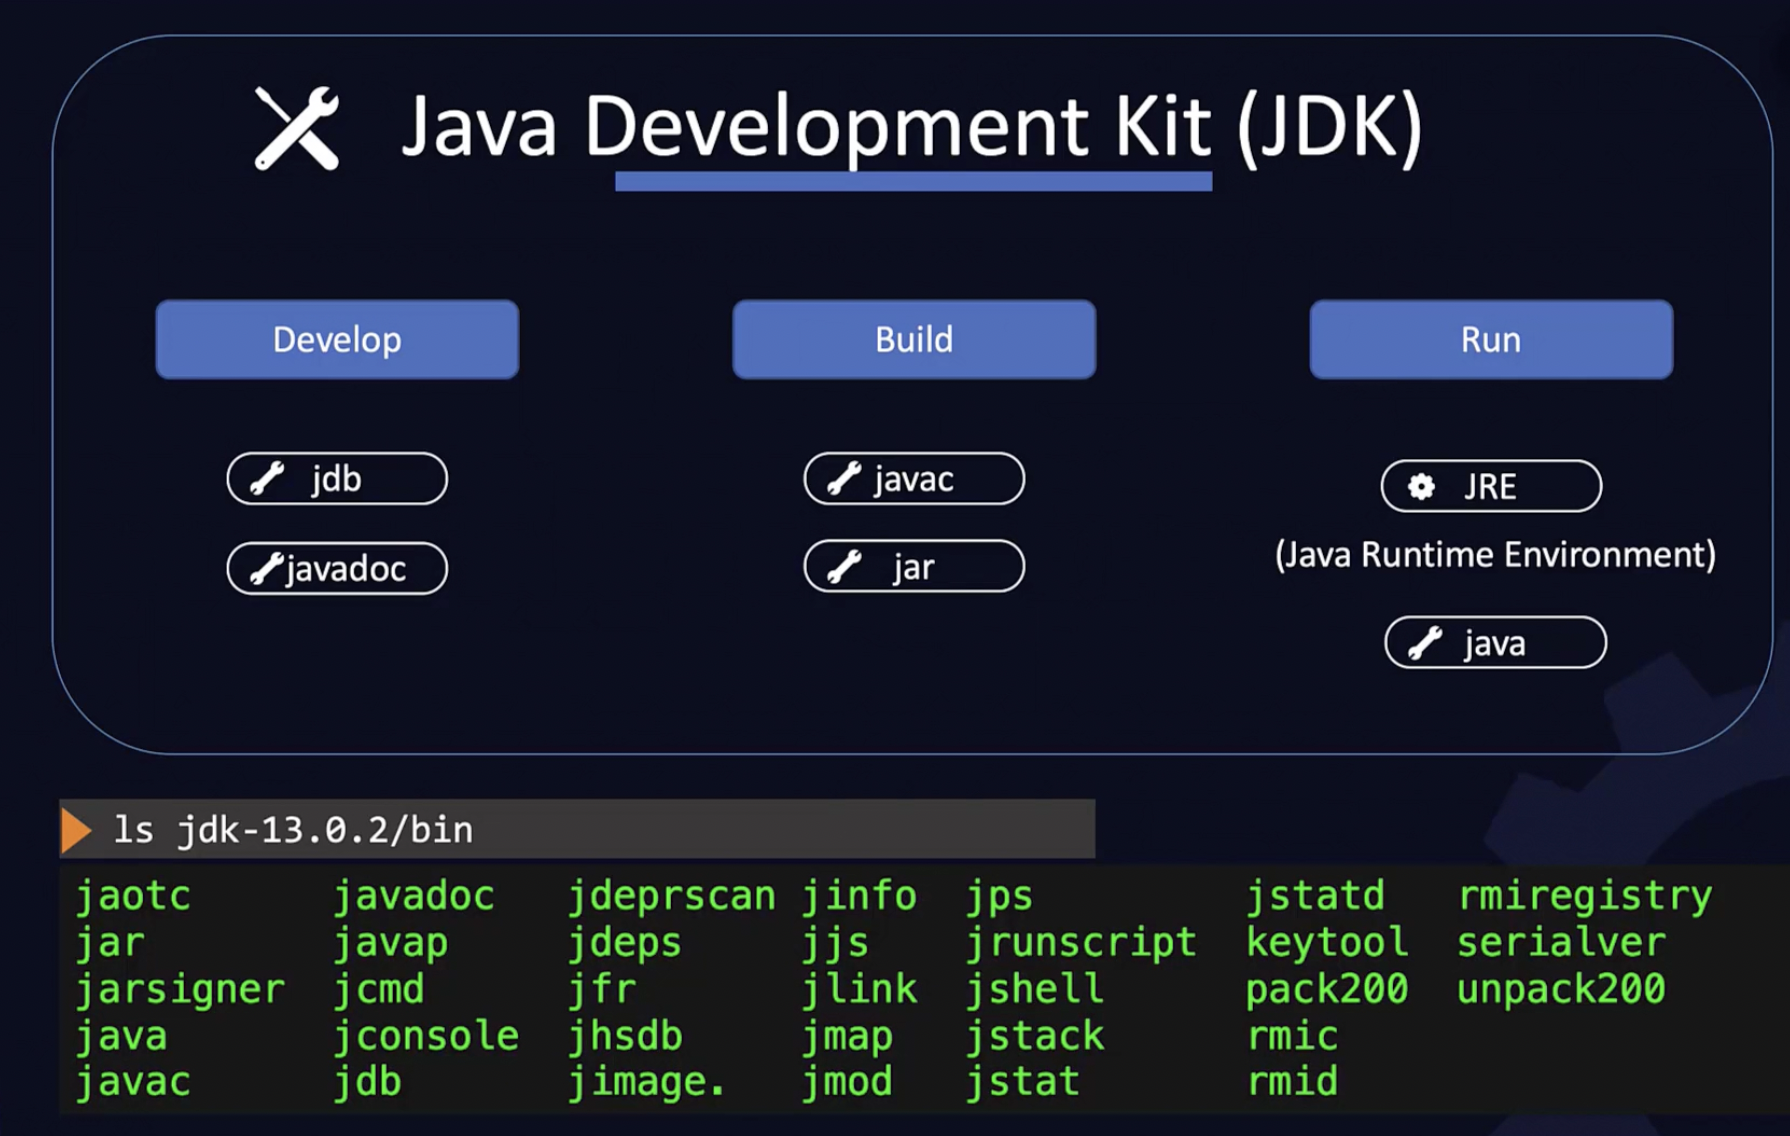 Java Development Kit (JDK)
Develop
Build
Run
jdb
javac
JRE
javadoc
jar
(Java Runtime Environment)
java
ls jdk-13.0.2/bin
jaotc javadoc jdeprscan jinfo jps jstatd rmiregistry
jar javap jdeps jjs jrunscript keytool serialver
jarsigner jcmd jfr jlink jshell pack200 unpack200
java jconsole jhsdb jmap jstack rmic
javac jdb jimage. jmod jstat rmid